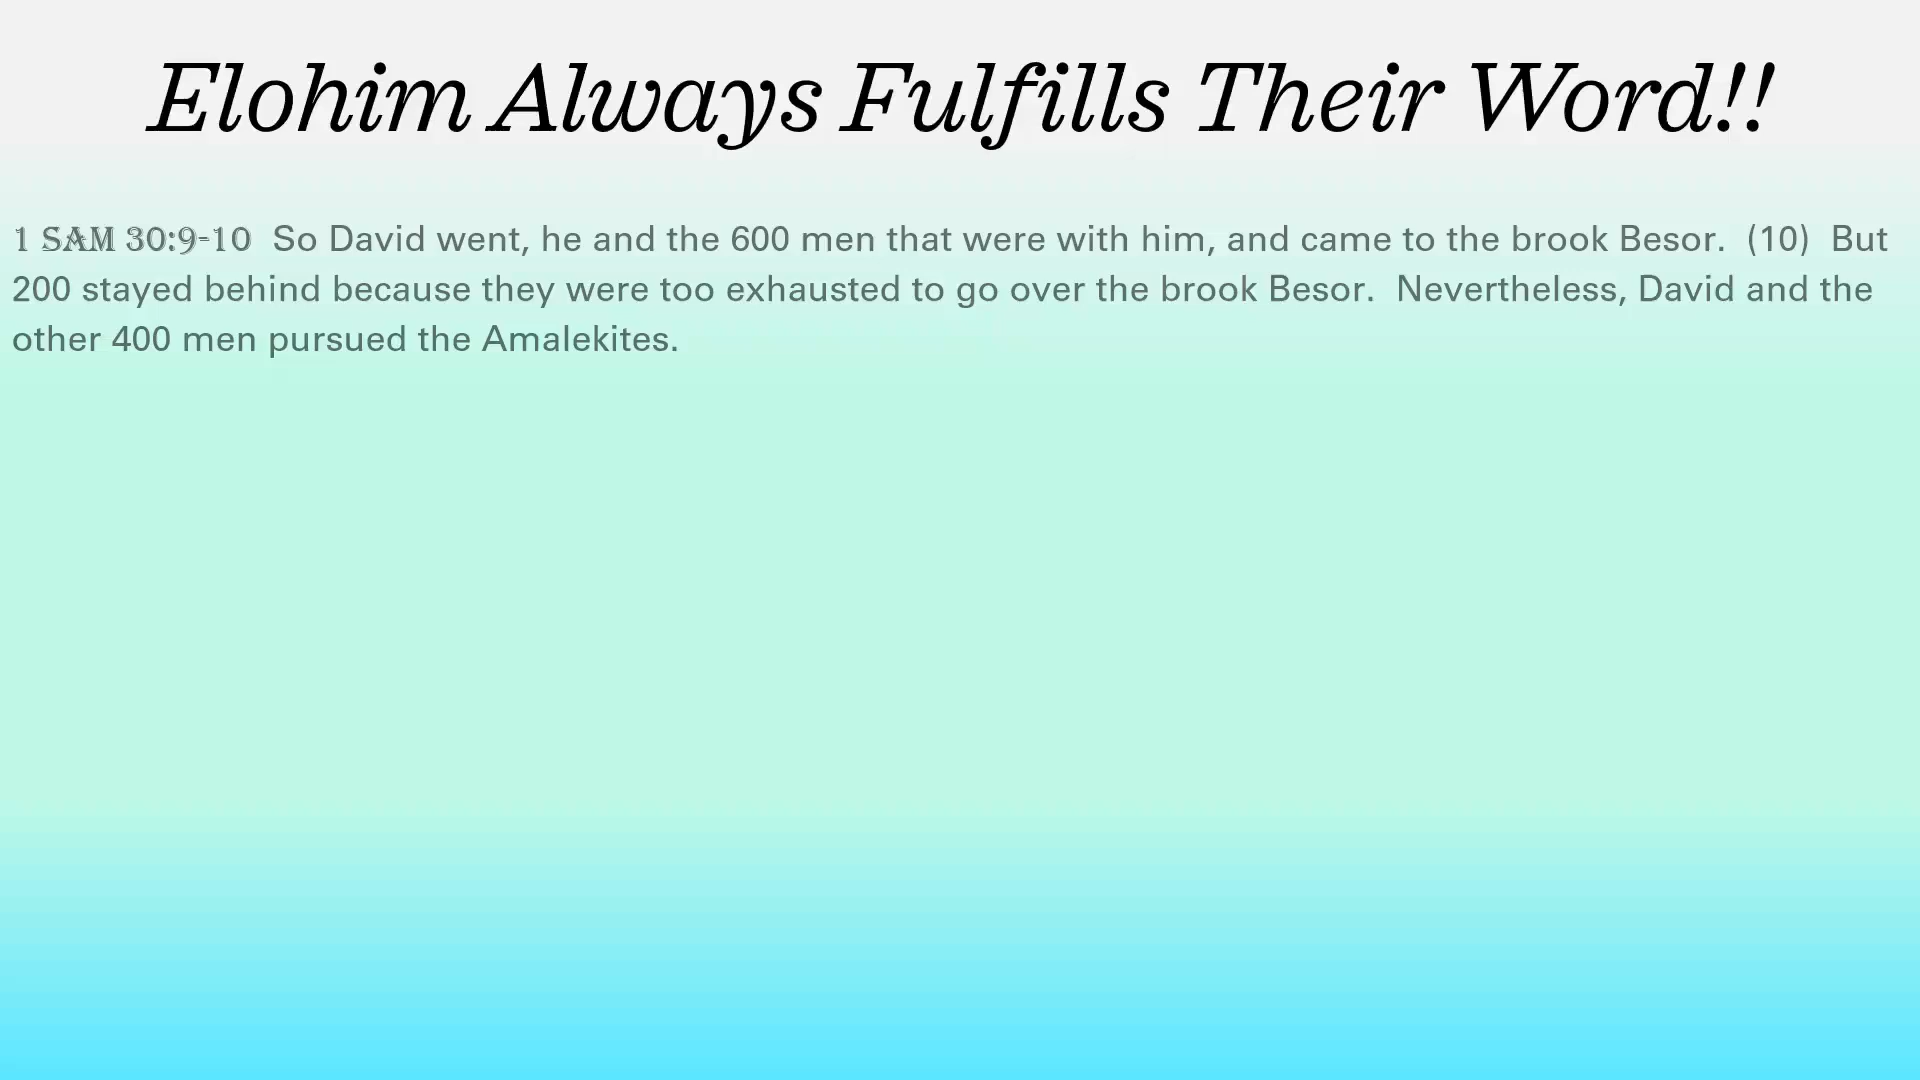 Elohim Always Fulfills Their Word!!
1 SAM 30:9-10  So David went, he and the 600 men that were with him, and came to the brook Besor.  (10)  But
200 stayed behind because they were too exhausted to go over the brook Besor.  Nevertheless, David and the
other 400 men pursued the Amalekites.